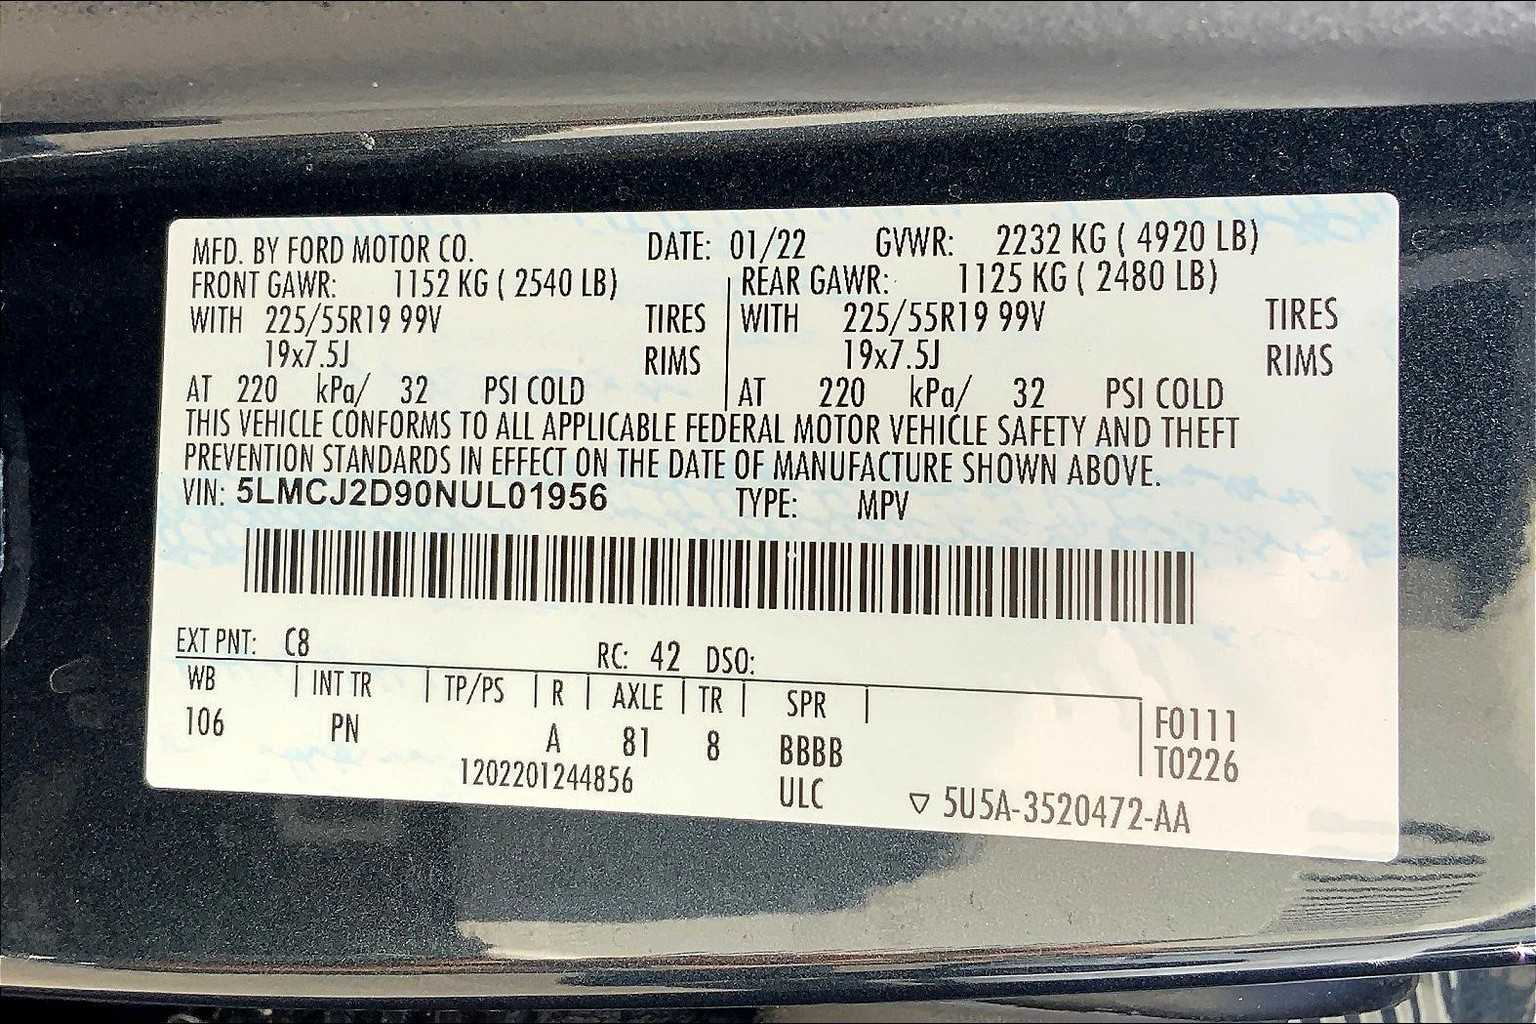 MFD. BY FORD MOTOR CO. DATE: 01/22 GVWR: 2232 KG ( 4920 LB)
FRONT GAWR: 1152 KG ( 2540 LB) REAR GAWR: 1125 KG ( 2480 LB)
WITH 225/55R19 99V TIRES WITH 225/55R19 99V TIRES
19x7.5J RIMS 19x7.5J RIMS
AT 220 kPa/ 32 PSI COLD AT 220 kPa/ 32 PSI COLD
THIS VEHICLE CONFORMS TO ALL APPLICABLE FEDERAL MOTOR VEHICLE SAFETY AND THEFT
PREVENTION STANDARDS IN EFFECT ON THE DATE OF MANUFACTURE SHOWN ABOVE.
VIN: 5LMCJ2D90NUL01956 TYPE: MPV
EXT PNT: C8 RC: 42 DSO:
WB INT TR TP/PS R AXLE TR SPR
106 PN A 81 8 BBBB
F0111
T0226
1202201244856 ULC ▽ 5U5A-3520472-AA